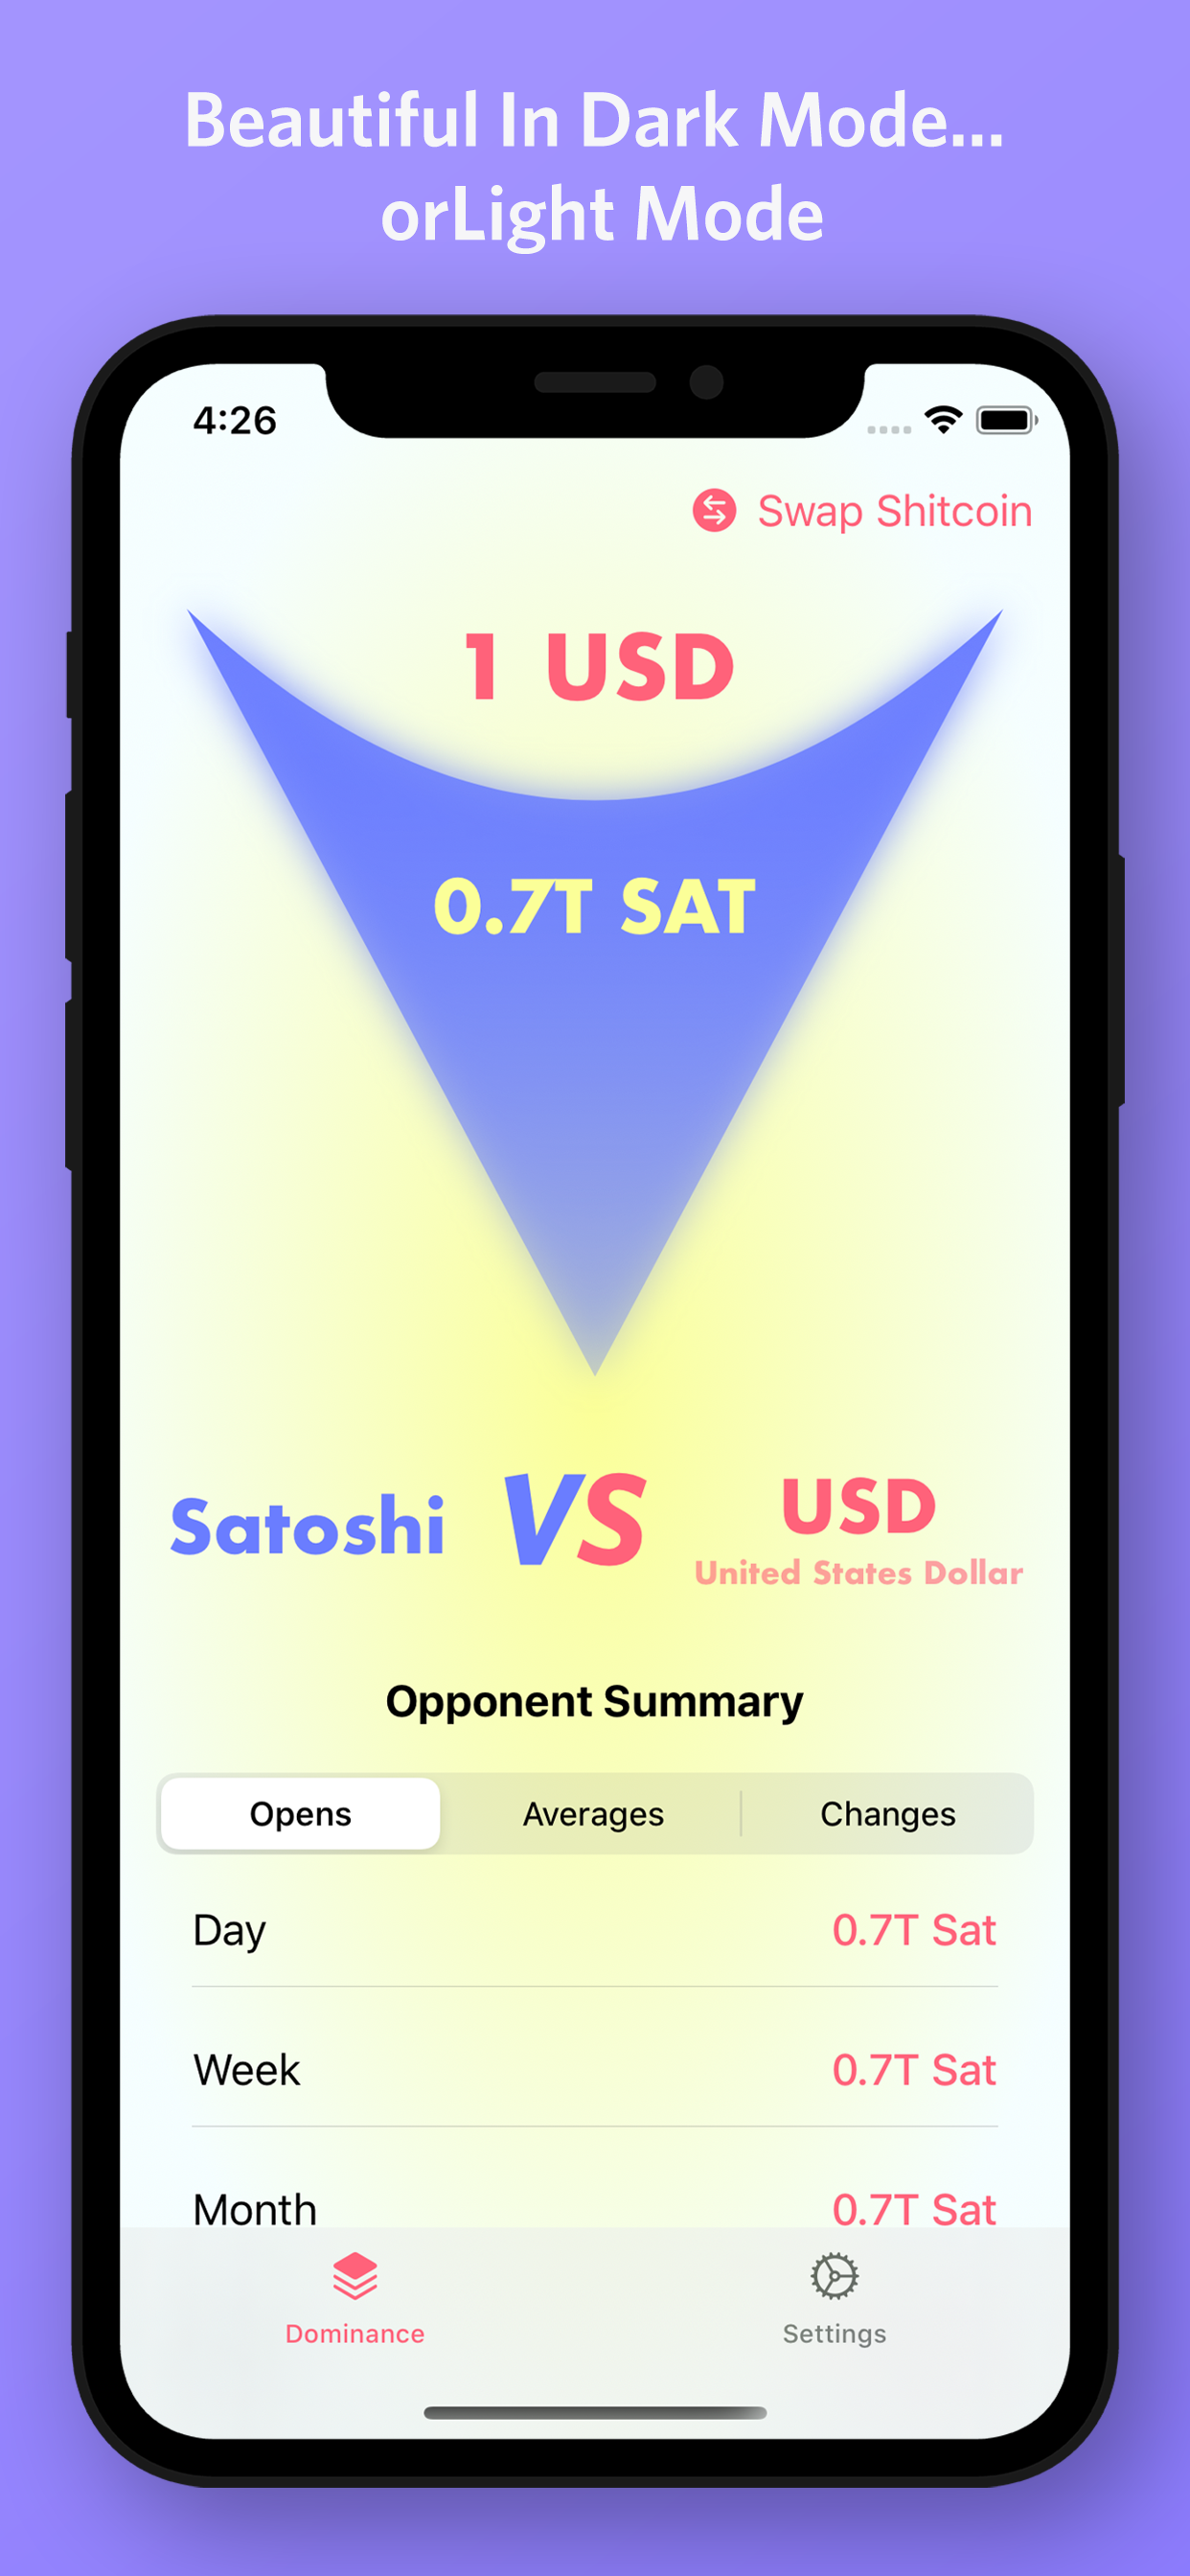 Beautiful In Dark Mode...
orLight Mode
4:26
Swap Shitcoin
1 USD
0.7T SAT
Satoshi VS USD
United States Dollar
Opponent Summary
Opens Averages Changes
Day 0.7T Sat
Week 0.7T Sat
Month 0.7T Sat
Dominance Settings